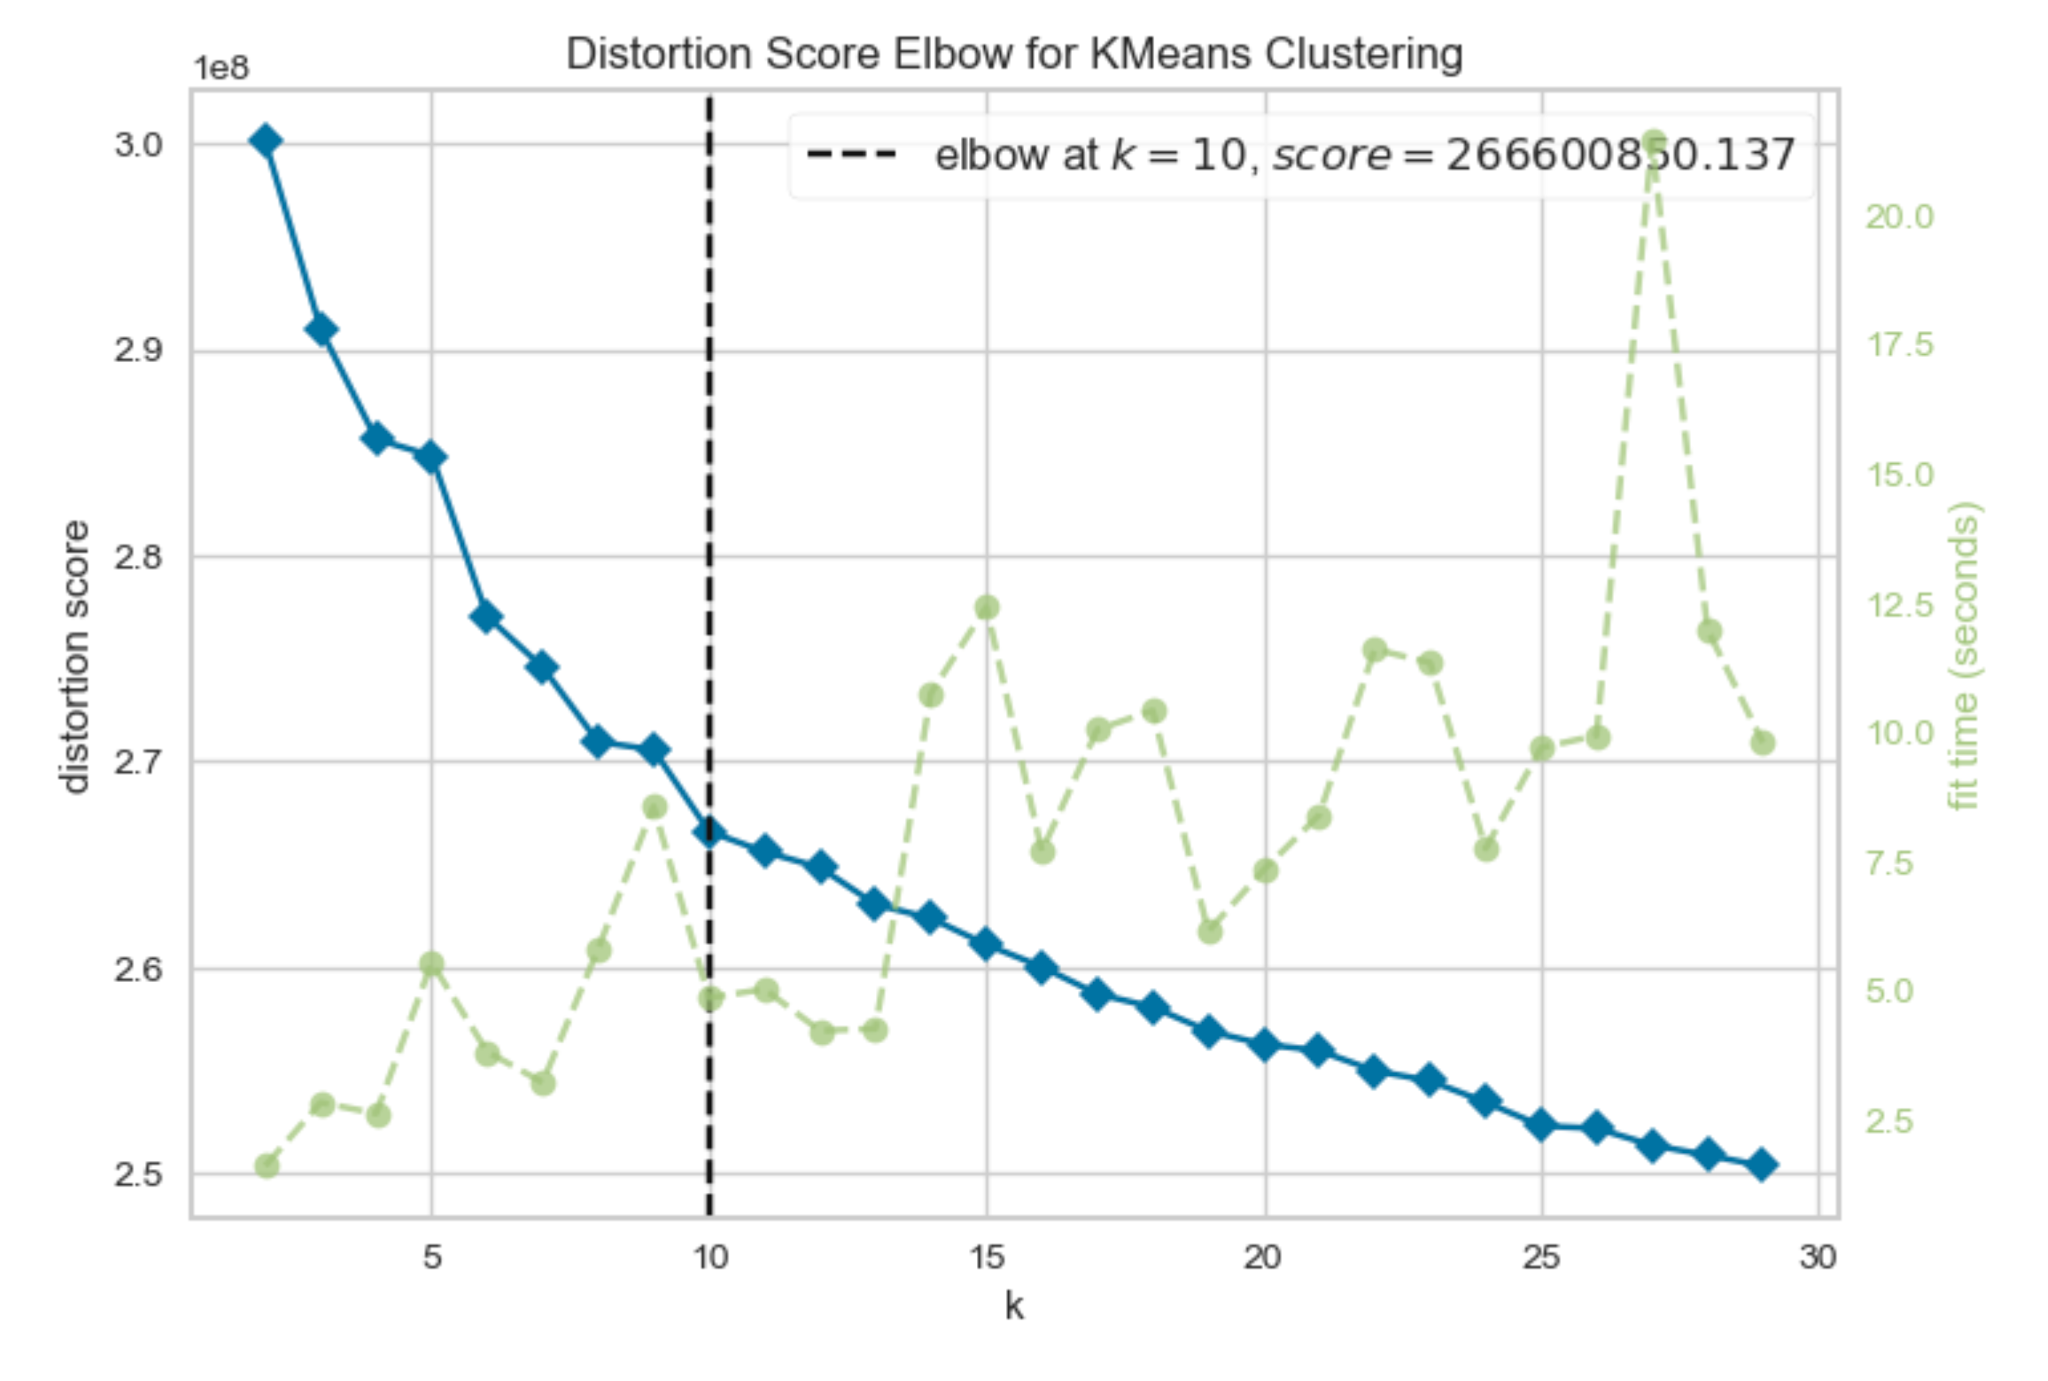 Distortion Score Elbow for KMeans Clustering
1e8
elbow at k = 10, score = 266600850.137
3.0
2.9
2.8
2.7
2.6
2.5
distortion score
20.0
17.5
15.0
12.5
10.0
7.5
5.0
2.5
fit time (seconds)
5 10 15 20 25 30
k